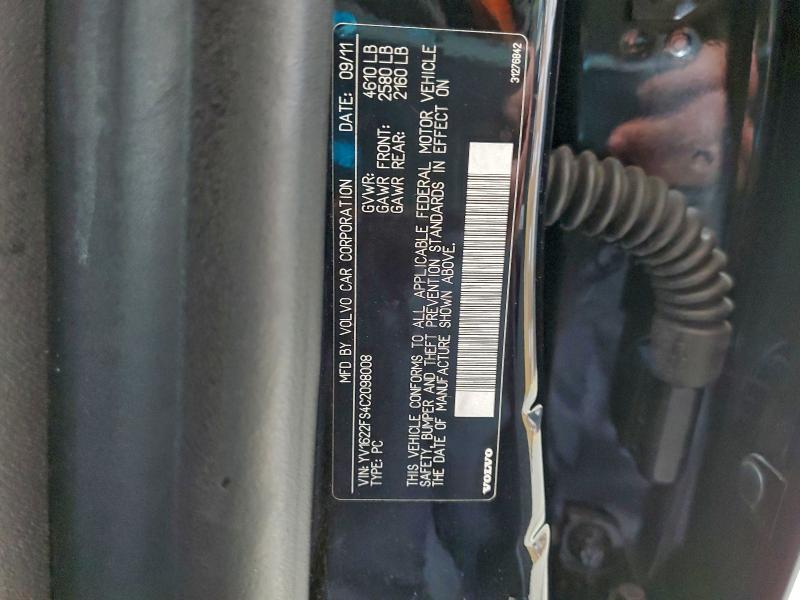 MFD BY VOLVO CAR CORPORATION DATE: 09/11
VIN: YV1622FS4C2098008 GVWR: 4610 LB
TYPE: PC GAWR FRONT: 2580 LB
GAWR REAR: 2160 LB
THIS VEHICLE CONFORMS TO ALL APPLICABLE FEDERAL MOTOR VEHICLE
SAFETY, BUMPER AND THEFT PREVENTION STANDARDS IN EFFECT ON
THE DATE OF MANUFACTURE SHOWN ABOVE.
VOLVO
31276842